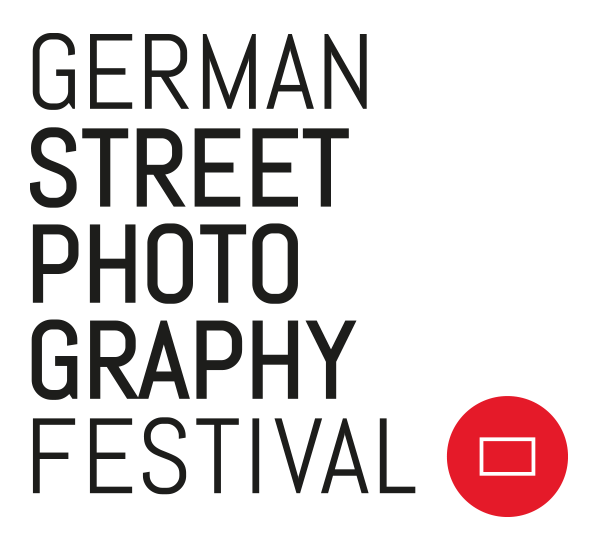 GERMAN
STREET
PHOTO
GRAPHY
FESTIVAL